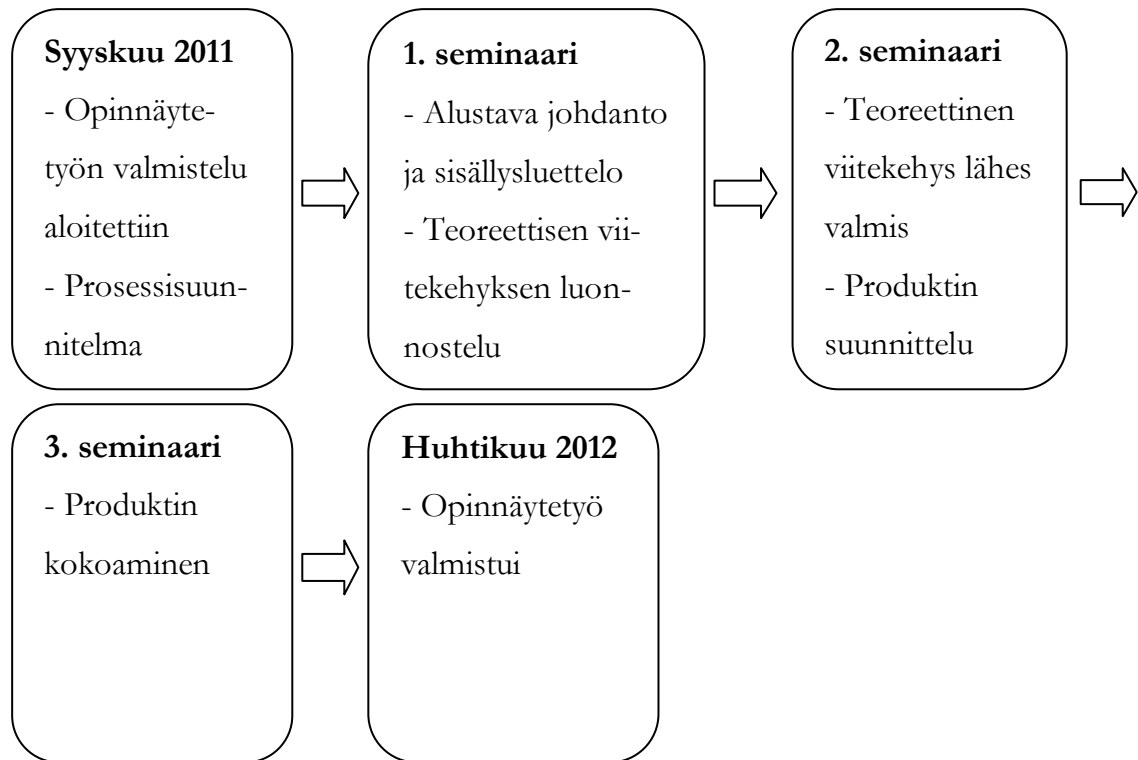 Syyskuu 2011
- Opinnäyte-
työn valmistelu
aloitettiin
- Prosessisuun-
nitelma
1. seminaari
- Alustava johdanto
ja sisällysluettelo
- Teoreettisen vii-
tekehyksen luon-
nostelu
2. seminaari
- Teoreettinen
viitekehys lähes
valmis
- Produktin
suunnittelu
3. seminaari
- Produktin
kokoaminen
Huhtikuu 2012
- Opinnäytetyö
valmistui